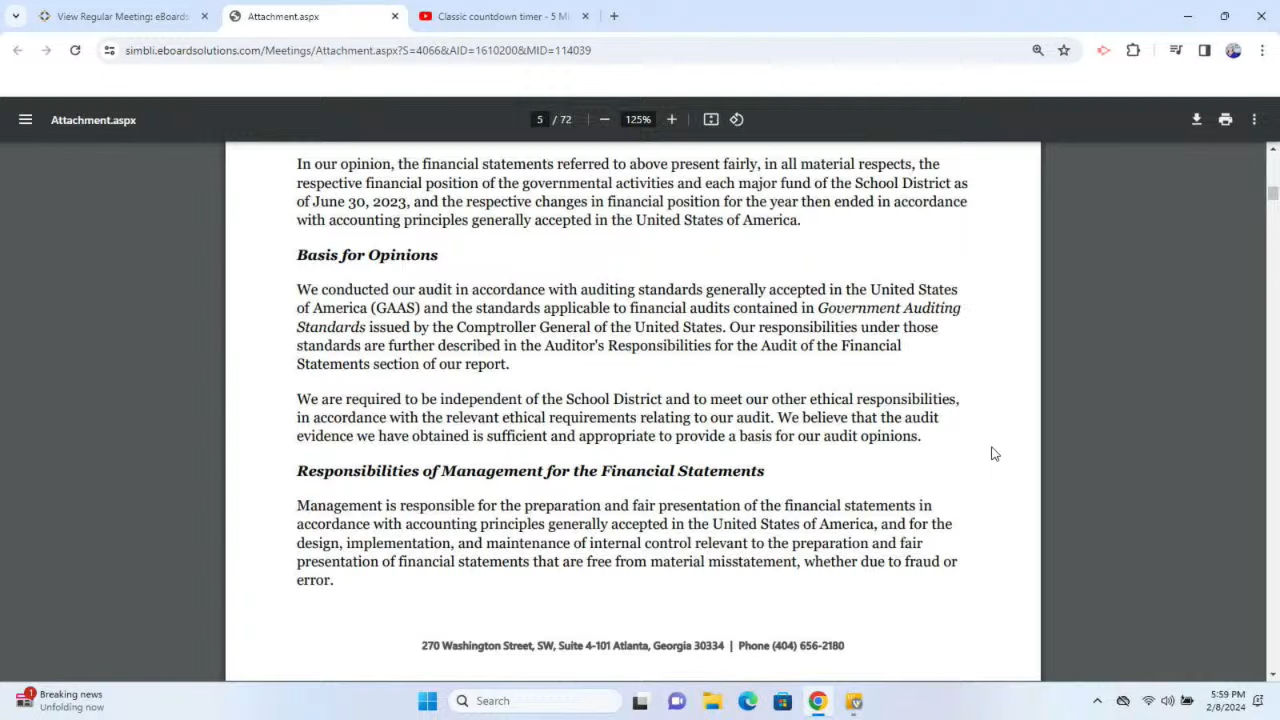 View Regular Meeting: eBoards
Attachment.aspx
Classic countdown timer - 5 Mi
simbli.eboardsolutions.com/Meetings/Attachment.aspx?S=4066&AID=1610200&MID=114039
Attachment.aspx
5 / 72
125%
In our opinion, the financial statements referred to above present fairly, in all material respects, the
respective financial position of the governmental activities and each major fund of the School District as
of June 30, 2023, and the respective changes in financial position for the year then ended in accordance
with accounting principles generally accepted in the United States of America.
Basis for Opinions
We conducted our audit in accordance with auditing standards generally accepted in the United States
of America (GAAS) and the standards applicable to financial audits contained in Government Auditing
Standards issued by the Comptroller General of the United States. Our responsibilities under those
standards are further described in the Auditor's Responsibilities for the Audit of the Financial
Statements section of our report.
We are required to be independent of the School District and to meet our other ethical responsibilities,
in accordance with the relevant ethical requirements relating to our audit. We believe that the audit
evidence we have obtained is sufficient and appropriate to provide a basis for our audit opinions.
Responsibilities of Management for the Financial Statements
Management is responsible for the preparation and fair presentation of the financial statements in
accordance with accounting principles generally accepted in the United States of America, and for the
design, implementation, and maintenance of internal control relevant to the preparation and fair
presentation of financial statements that are free from material misstatement, whether due to fraud or
error.
270 Washington Street, SW, Suite 4-101 Atlanta, Georgia 30334 | Phone (404) 656-2180
1
Breaking news
Unfolding now
Search
5:59 PM
2/8/2024